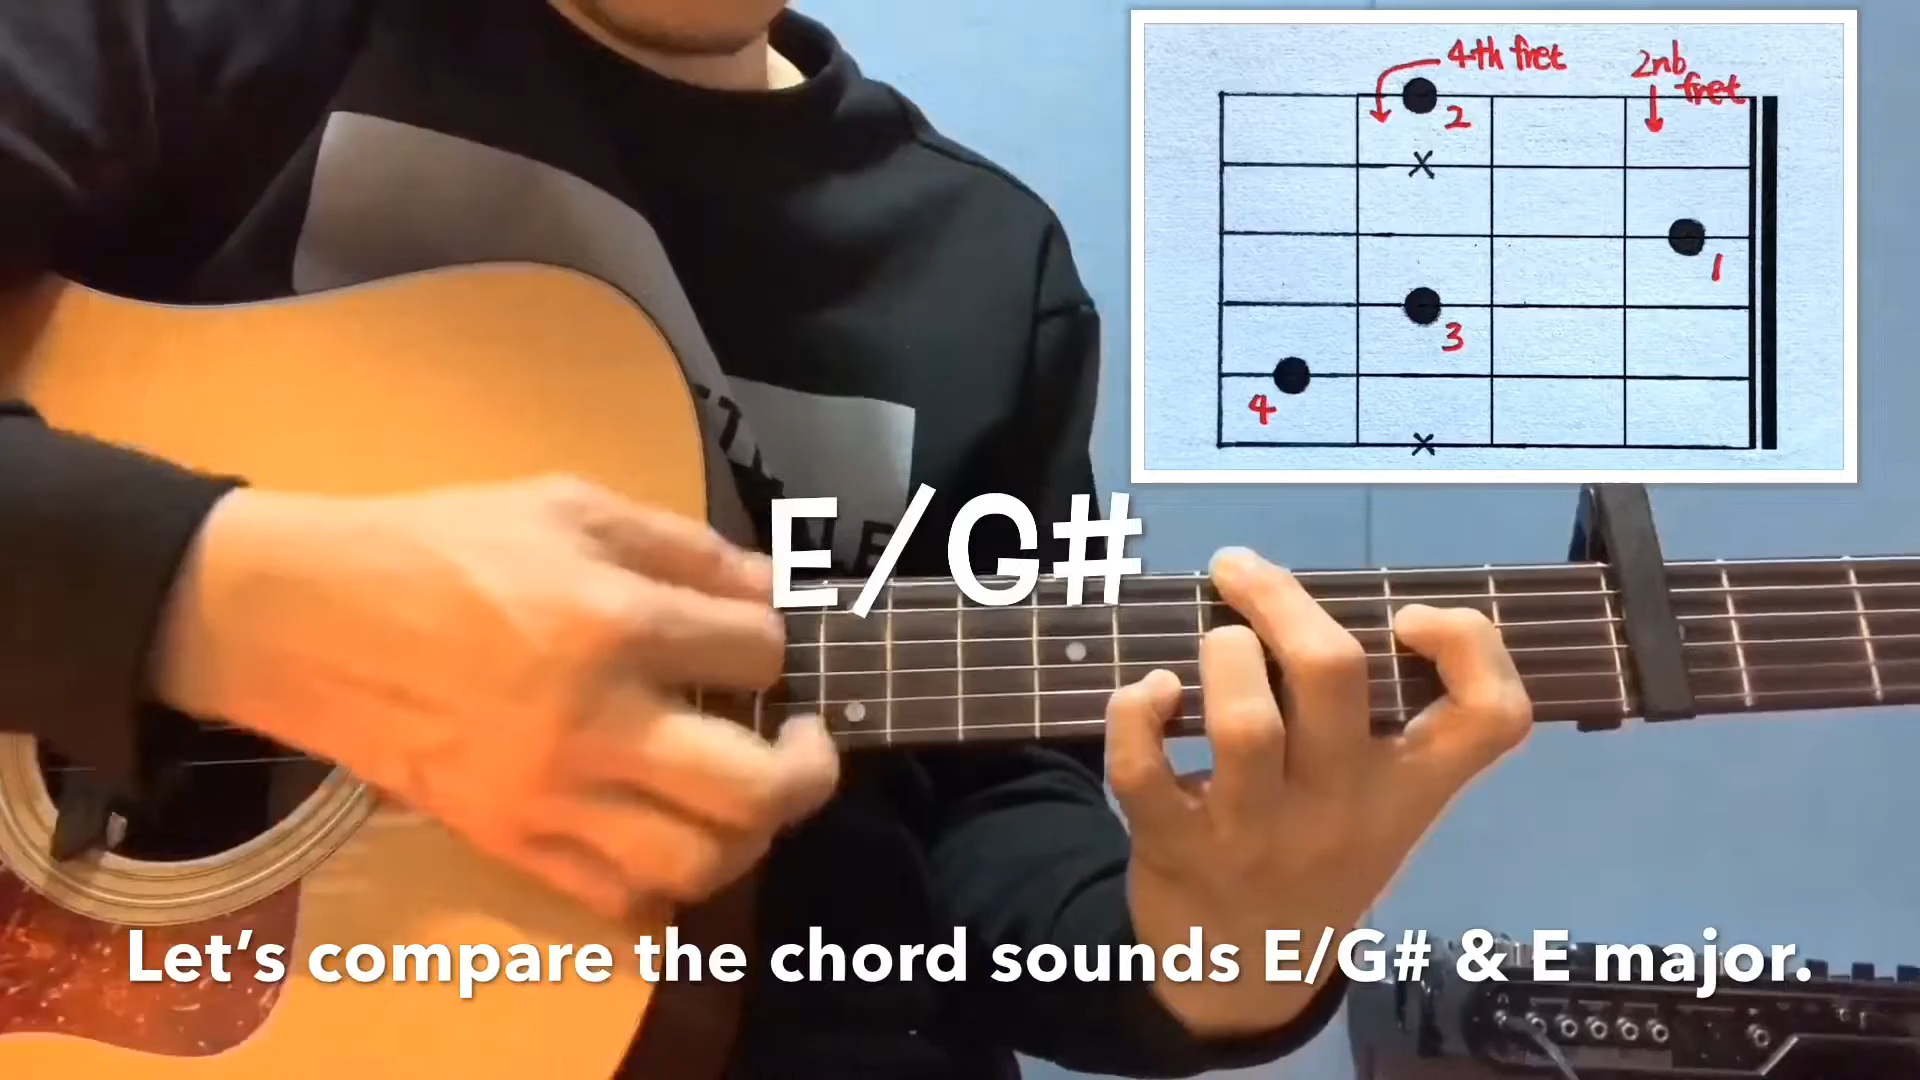 4th fret
2nb
fret
2
×
1
3
4
×
E/G#
Let's compare the chord sounds E/G# & E major.